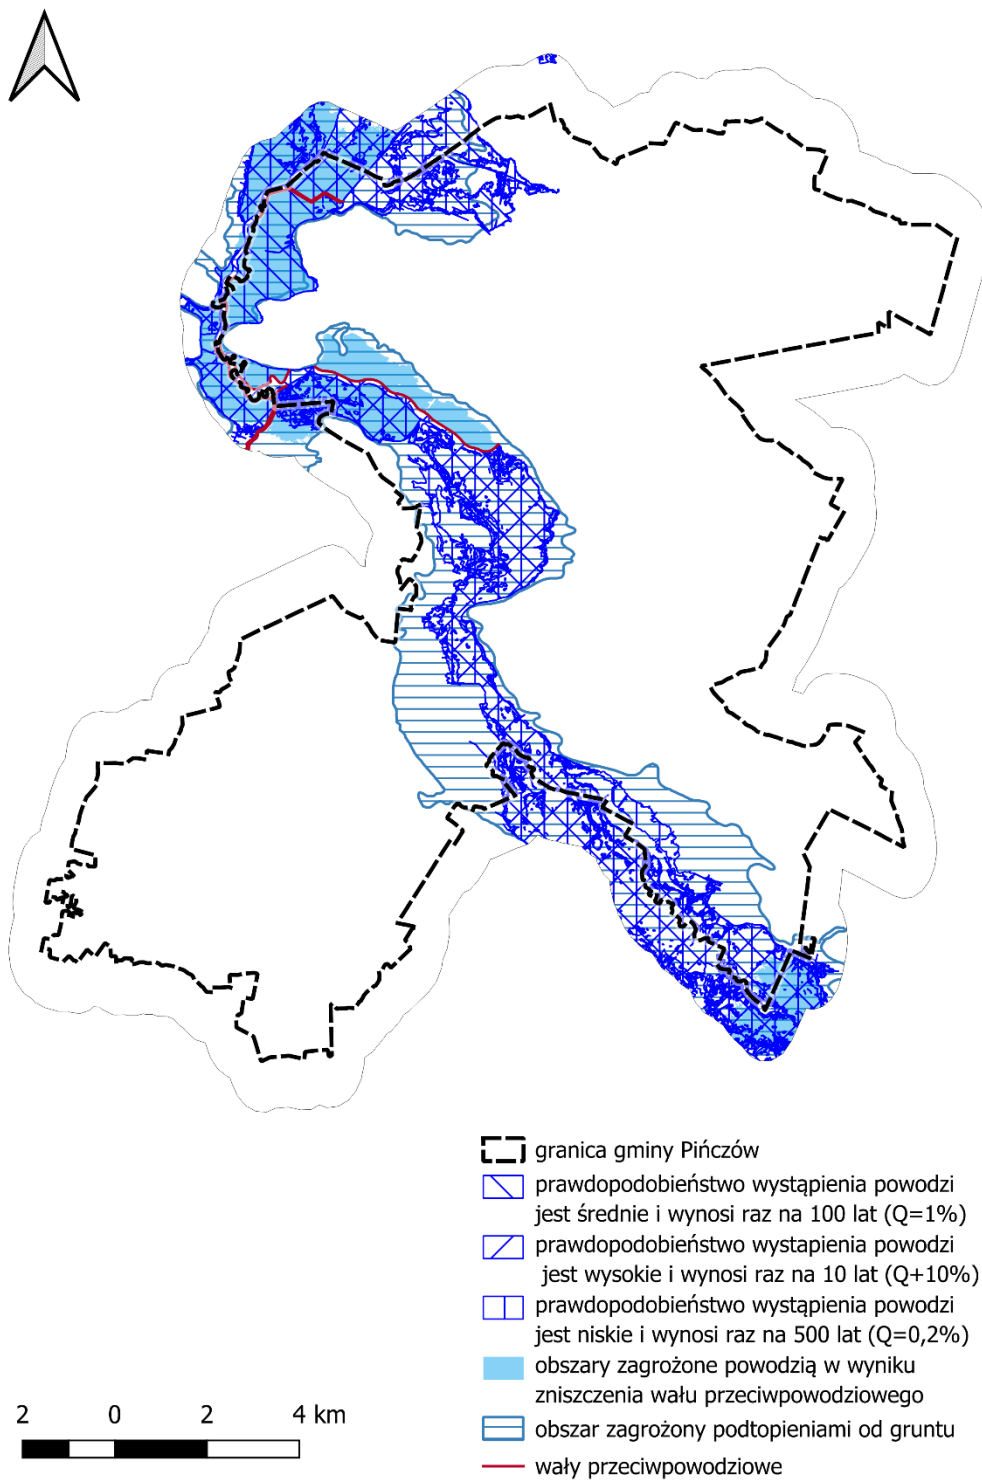 granica gminy Pińczów
prawdopodobieństwo wystąpienia powodzi
jest średnie i wynosi raz na 100 lat (Q=1%)
prawdopodobieństwo wystapienia powodzi
jest wysokie i wynosi raz na 10 lat (Q+10%)
prawdopodobieństwo wystąpienia powodzi
jest niskie i wynosi raz na 500 lat (Q=0,2%)
obszary zagrożone powodzią w wyniku
zniszczenia wału przeciwpowodziowego
obszar zagrożony podtopieniami od gruntu
wały przeciwpowodziowe
2 0 2 4 km